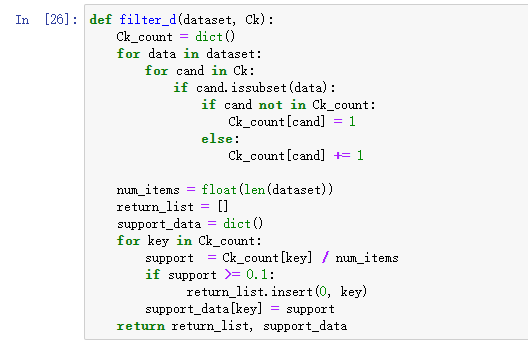 In [26]: def filter_d(dataset, Ck):
    Ck_count = dict()
    for data in dataset:
        for cand in Ck:
            if cand.issubset(data):
                if cand not in Ck_count:
                    Ck_count[cand] = 1
                else:
                    Ck_count[cand] += 1

    num_items = float(len(dataset))
    return_list = []
    support_data = dict()
    for key in Ck_count:
        support  = Ck_count[key] / num_items
        if support >= 0.1:
              return_list.insert(0, key)
        support_data[key] = support
    return return_list, support_data